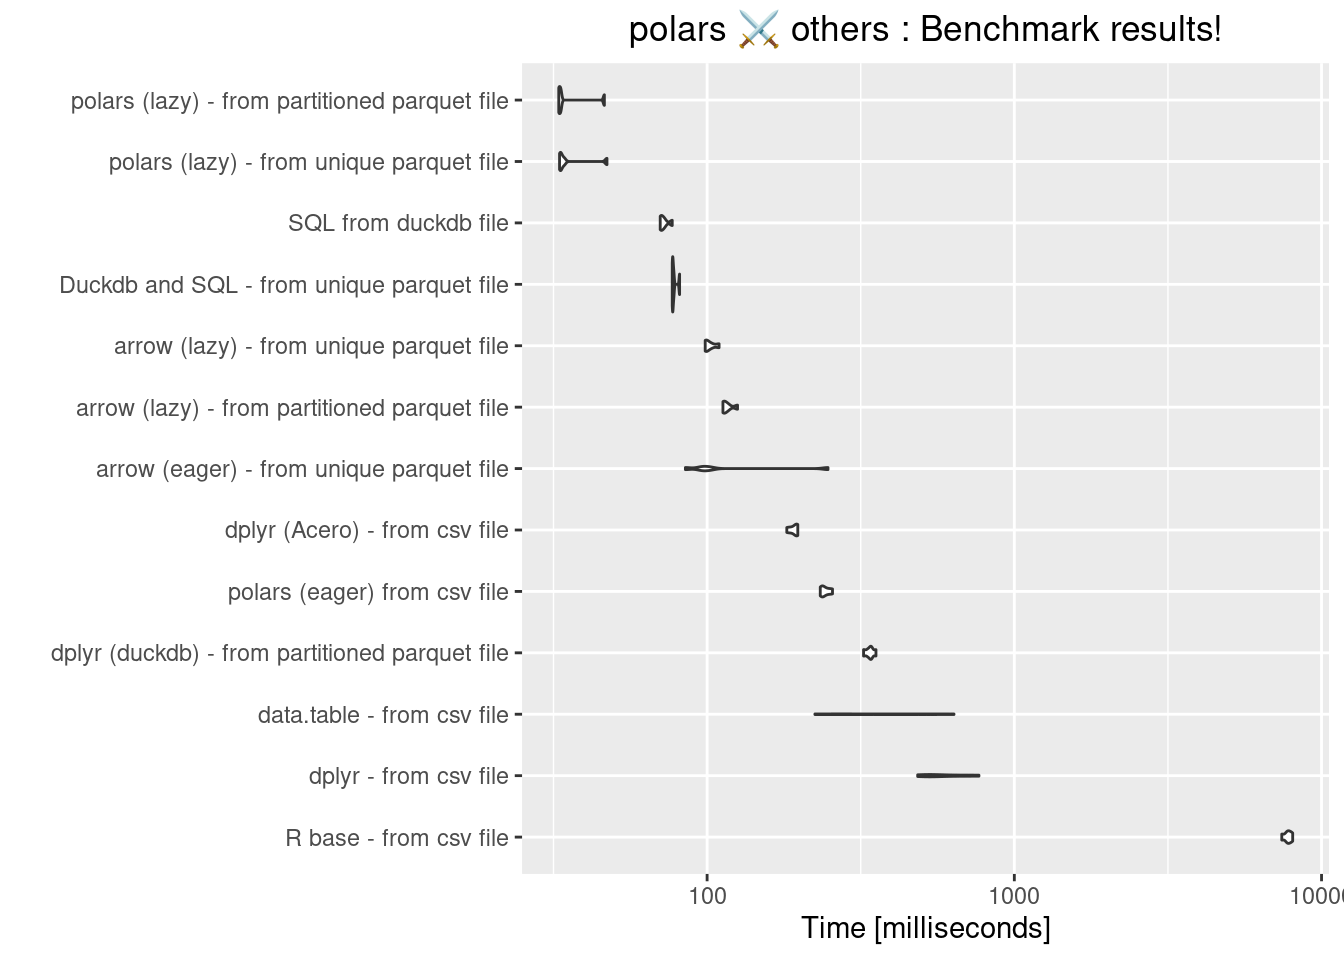 polars ⚔️ others : Benchmark results!
polars (lazy) - from partitioned parquet file
polars (lazy) - from unique parquet file
SQL from duckdb file
Duckdb and SQL - from unique parquet file
arrow (lazy) - from unique parquet file
arrow (lazy) - from partitioned parquet file
arrow (eager) - from unique parquet file
dplyr (Acero) - from csv file
polars (eager) from csv file
dplyr (duckdb) - from partitioned parquet file
data.table - from csv file
dplyr - from csv file
R base - from csv file
100 1000 10000
Time [milliseconds]